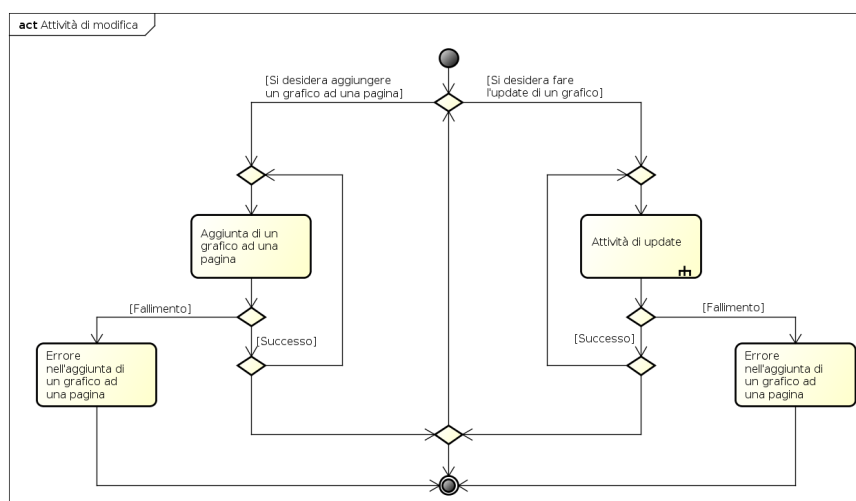 act Attività di modifica
[Si desidera aggiungere
un grafico ad una pagina]
[Si desidera fare
l'update di un grafico]
Aggiunta di un
grafico ad una
pagina
Attività di update
[Fallimento]
[Fallimento]
[Successo]
[Successo]
Errore
nell'aggiunta di
un grafico ad
una pagina
Errore
nell'aggiunta di
un grafico ad
una pagina